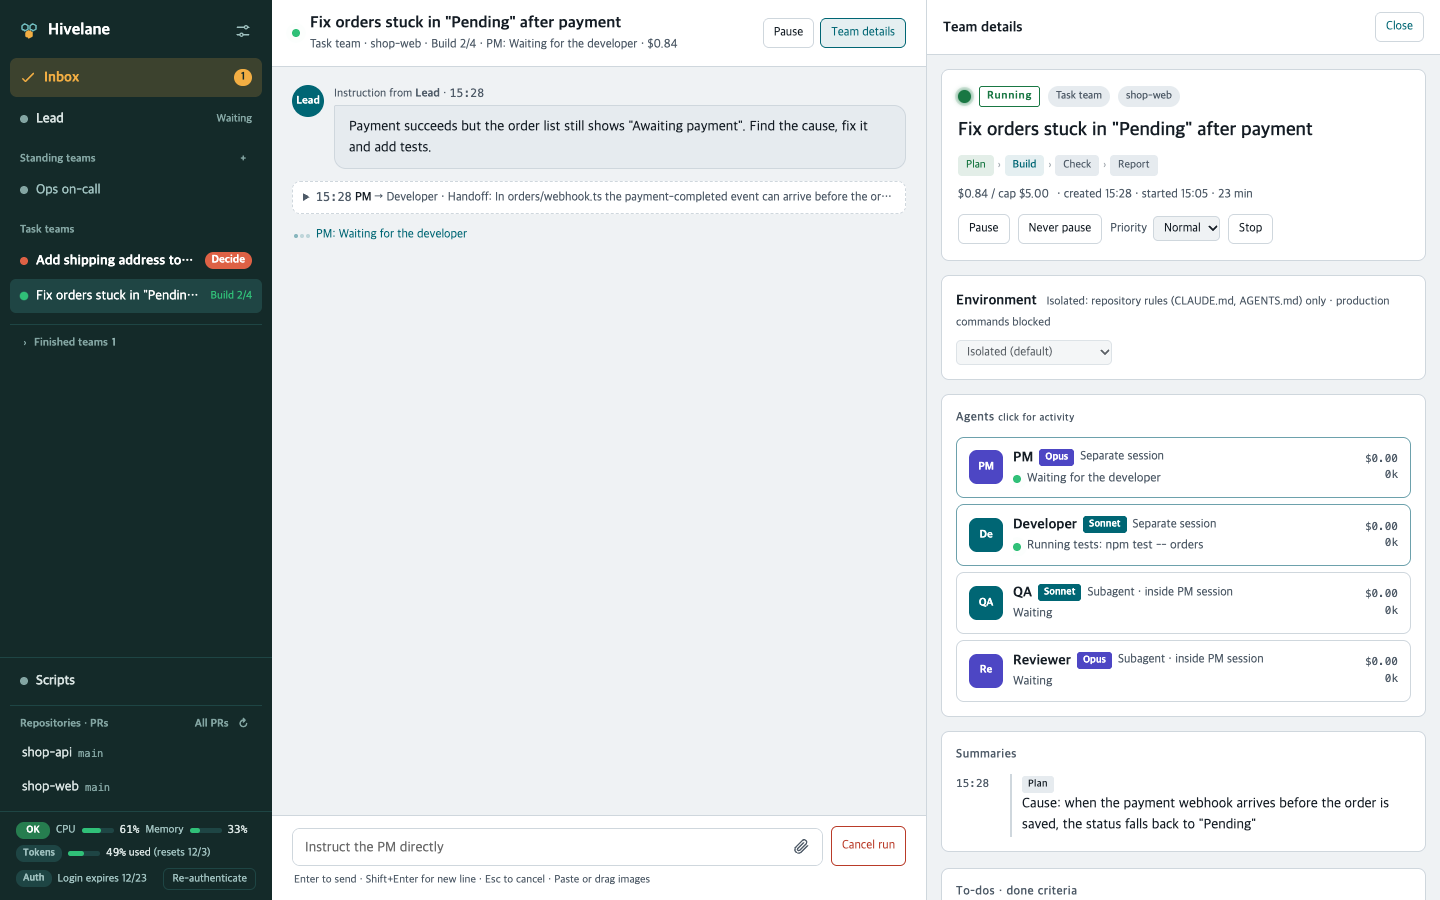 Hivelane
Inbox
1
Lead
Waiting
Standing teams
+
Ops on-call
Task teams
Add shipping address to···
Decide
Fix orders stuck in "Pendin···
Build 2/4
› Finished teams 1
Scripts
Repositories · PRs
All PRs
shop-api main
shop-web main
OK CPU 61% Memory 33%
Tokens 49% used (resets 12/3)
Auth Login expires 12/23 Re-authenticate
Fix orders stuck in "Pending" after payment
Task team · shop-web · Build 2/4 · PM: Waiting for the developer · $0.84
Pause
Team details
Lead
Instruction from Lead · 15:28
Payment succeeds but the order list still shows "Awaiting payment". Find the cause, fix it
and add tests.
15:28 PM → Developer · Handoff: In orders/webhook.ts the payment-completed event can arrive before the or···
PM: Waiting for the developer
Instruct the PM directly
Cancel run
Enter to send · Shift+Enter for new line · Esc to cancel · Paste or drag images
Team details
Close
Running
Task team
shop-web
Fix orders stuck in "Pending" after payment
Plan › Build › Check › Report
$0.84 / cap $5.00 · created 15:28 · started 15:05 · 23 min
Pause
Never pause
Priority
Normal
Stop
Environment Isolated: repository rules (CLAUDE.md, AGENTS.md) only · production
commands blocked
Isolated (default)
Agents click for activity
PM
PM Opus Separate session
$0.00
Waiting for the developer
0k
De
Developer Sonnet Separate session
$0.00
Running tests: npm test -- orders
0k
QA
QA Sonnet Subagent · inside PM session
$0.00
Waiting
0k
Re
Reviewer Opus Subagent · inside PM session
$0.00
Waiting
0k
Summaries
15:28
Plan
Cause: when the payment webhook arrives before the order is
saved, the status falls back to "Pending"
To-dos · done criteria